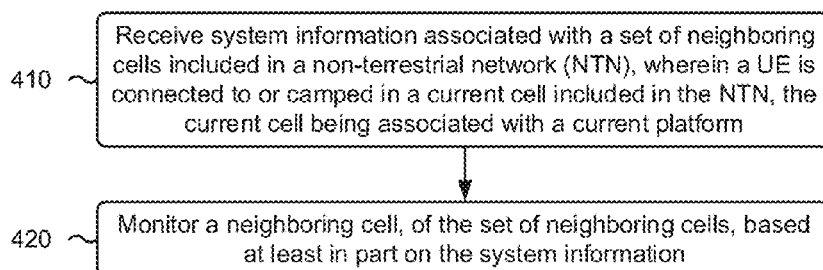 410
Receive system information associated with a set of neighboring
cells included in a non-terrestrial network (NTN), wherein a UE is
connected to or camped in a current cell included in the NTN, the
current cell being associated with a current platform
420
Monitor a neighboring cell, of the set of neighboring cells, based
at least in part on the system information